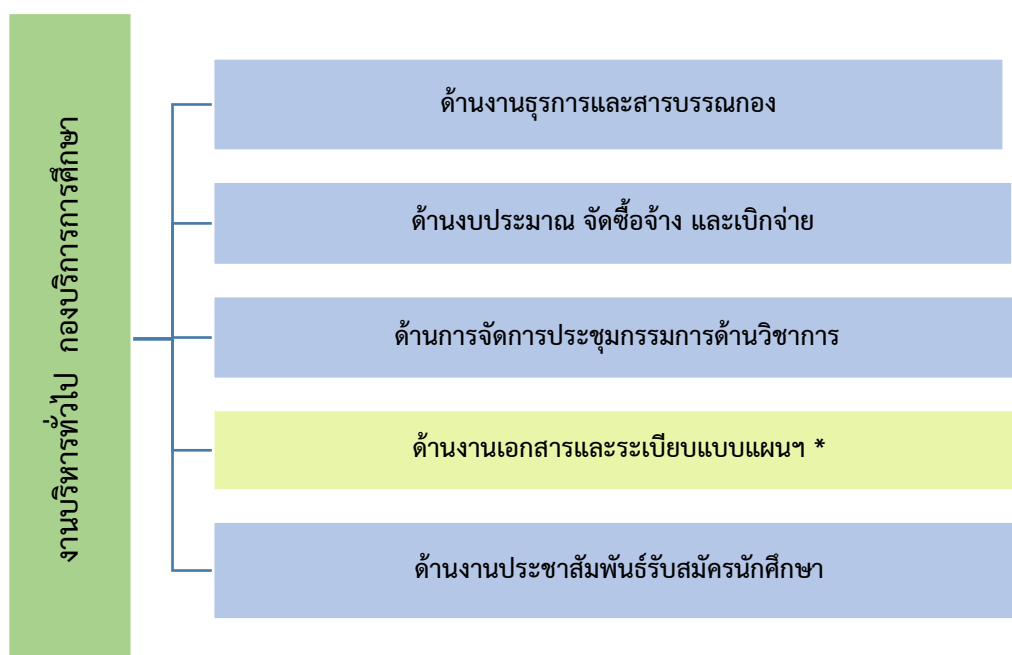 งานบริหารทั่วไป กองบริการการศึกษา
ด้านงานธุรการและสารบรรณกอง
ด้านงบประมาณ จัดซื้อจ้าง และเบิกจ่าย
ด้านการจัดการประชุมกรรมการด้านวิชาการ
ด้านงานเอกสารและระเบียบแบบแผนฯ *
ด้านงานประชาสัมพันธ์รับสมัครนักศึกษา